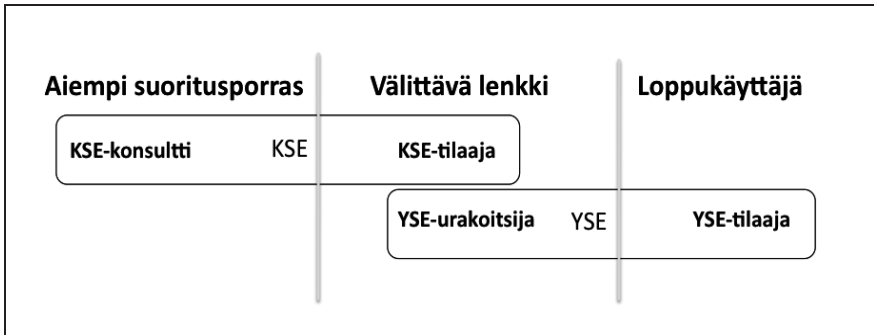 Aiempi suoritusporras Välittävä lenkki Loppukäyttäjä
KSE-konsultti KSE KSE-tilaaja
YSE-urakoitsija YSE YSE-tilaaja